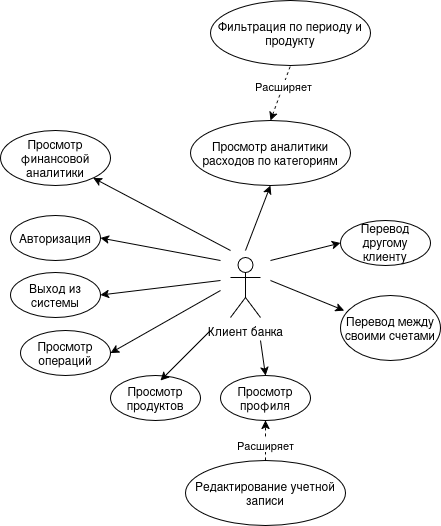 Фильтрация по периоду и
продукту
Расширяет
Просмотр аналитики
расходов по категориям
Просмотр
финансовой
аналитики
Авторизация
Перевод
другому
клиенту
Выход из
системы
Просмотр
операций
Клиент банка
Перевод между
своими счетами
Просмотр
продуктов
Просмотр
профиля
Расширяет
Редактирование учетной
записи